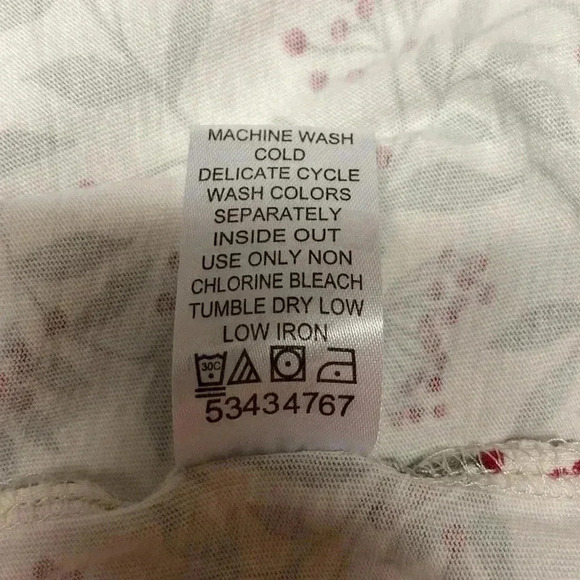 MACHINE WASH
COLD
DELICATE CYCLE
WASH COLORS
SEPARATELY
INSIDE OUT
USE ONLY NON
CHLORINE BLEACH
TUMBLE DRY LOW
LOW IRON
30C
53434767